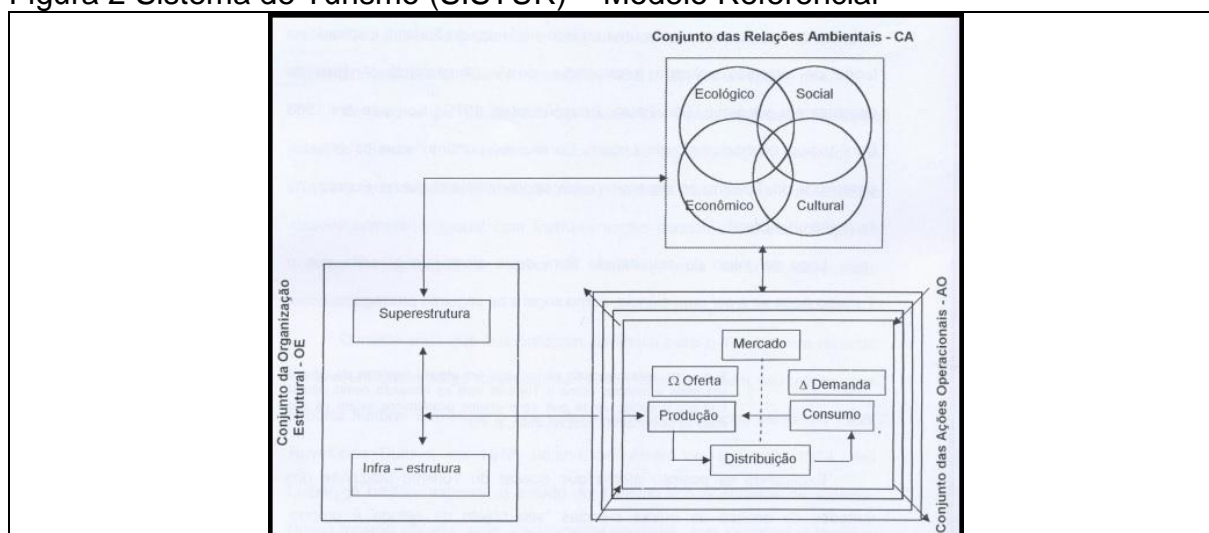 Figura 2 Sistema de Turismo (SISTUR) – Modelo Referencial
Conjunto das Relações Ambientais - CA
Ecológico
Social
Econômico
Cultural
Conjunto da Organização
Estrutural - OE
Superestrutura
Infra – estrutura
Mercado
Ω Oferta
Δ Demanda
Produção
Consumo
Distribuição
Conjunto das Ações Operacionais - AO